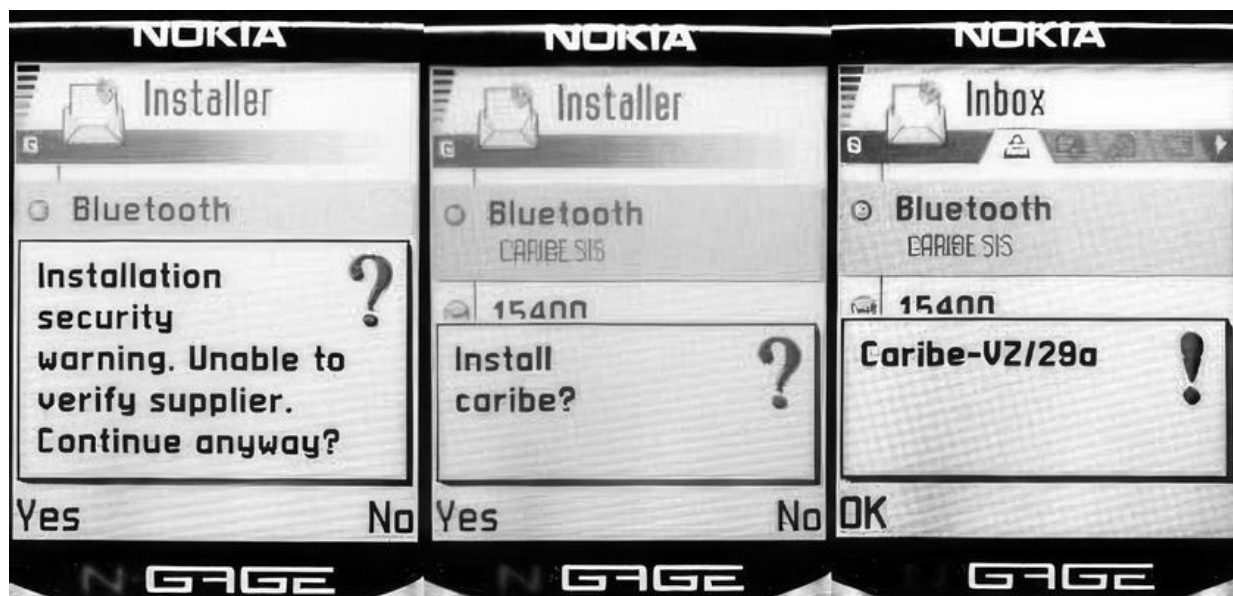 NOKIA
Installer
Bluetooth
Installation
security
warning. Unable to
verify supplier.
Continue anyway?
Yes
No
N·GAGE
NOKIA
Installer
Bluetooth
CARIBE SIS
15400
Install
caribe?
Yes
No
N·GAGE
NOKIA
Inbox
Bluetooth
CARIBE SIS
15400
Caribe-VZ/29a
OK
N·GAGE